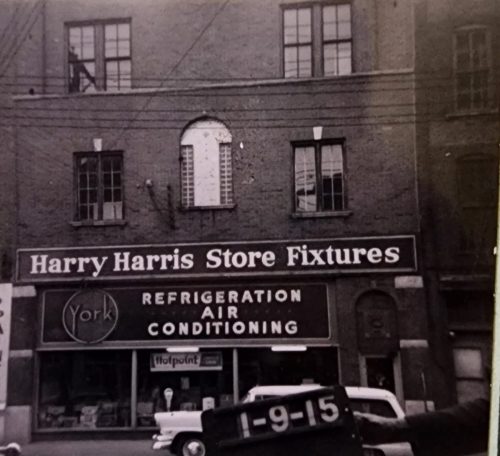 Harry Harris Store Fixtures
York
REFRIGERATION
AIR
CONDITIONING
Hotpoint
1-9-15